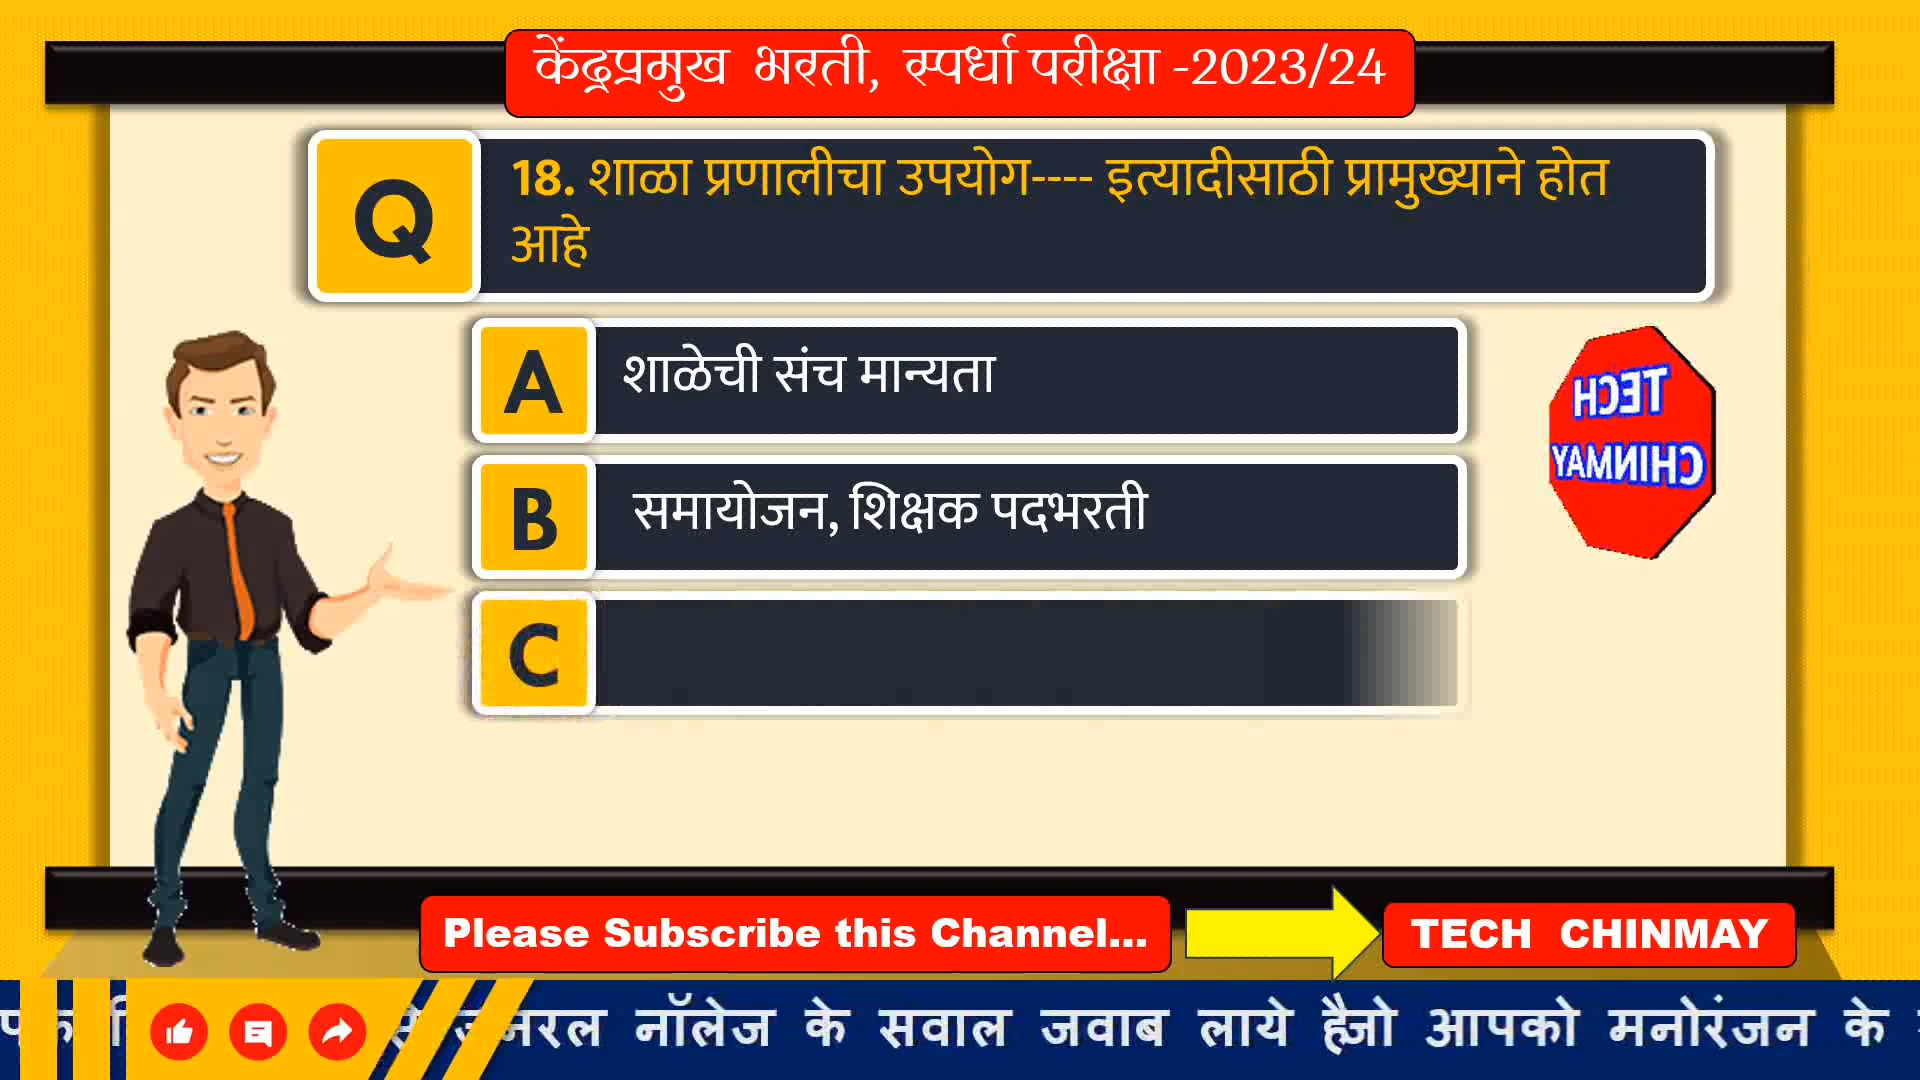 केंद्रप्रमुख भरती, स्पर्धा परीक्षा -2023/24
Q
18. शाळा प्रणालीचा उपयोग---- इत्यादीसाठी प्रामुख्याने होत
आहे
A
शाळेची संच मान्यता
B
समायोजन, शिक्षक पदभरती
C
TECH
CHINMAY
Please Subscribe this Channel...
TECH CHINMAY
नॉलेज के सवाल जवाब लाये है जो आपको मनोरंजन के